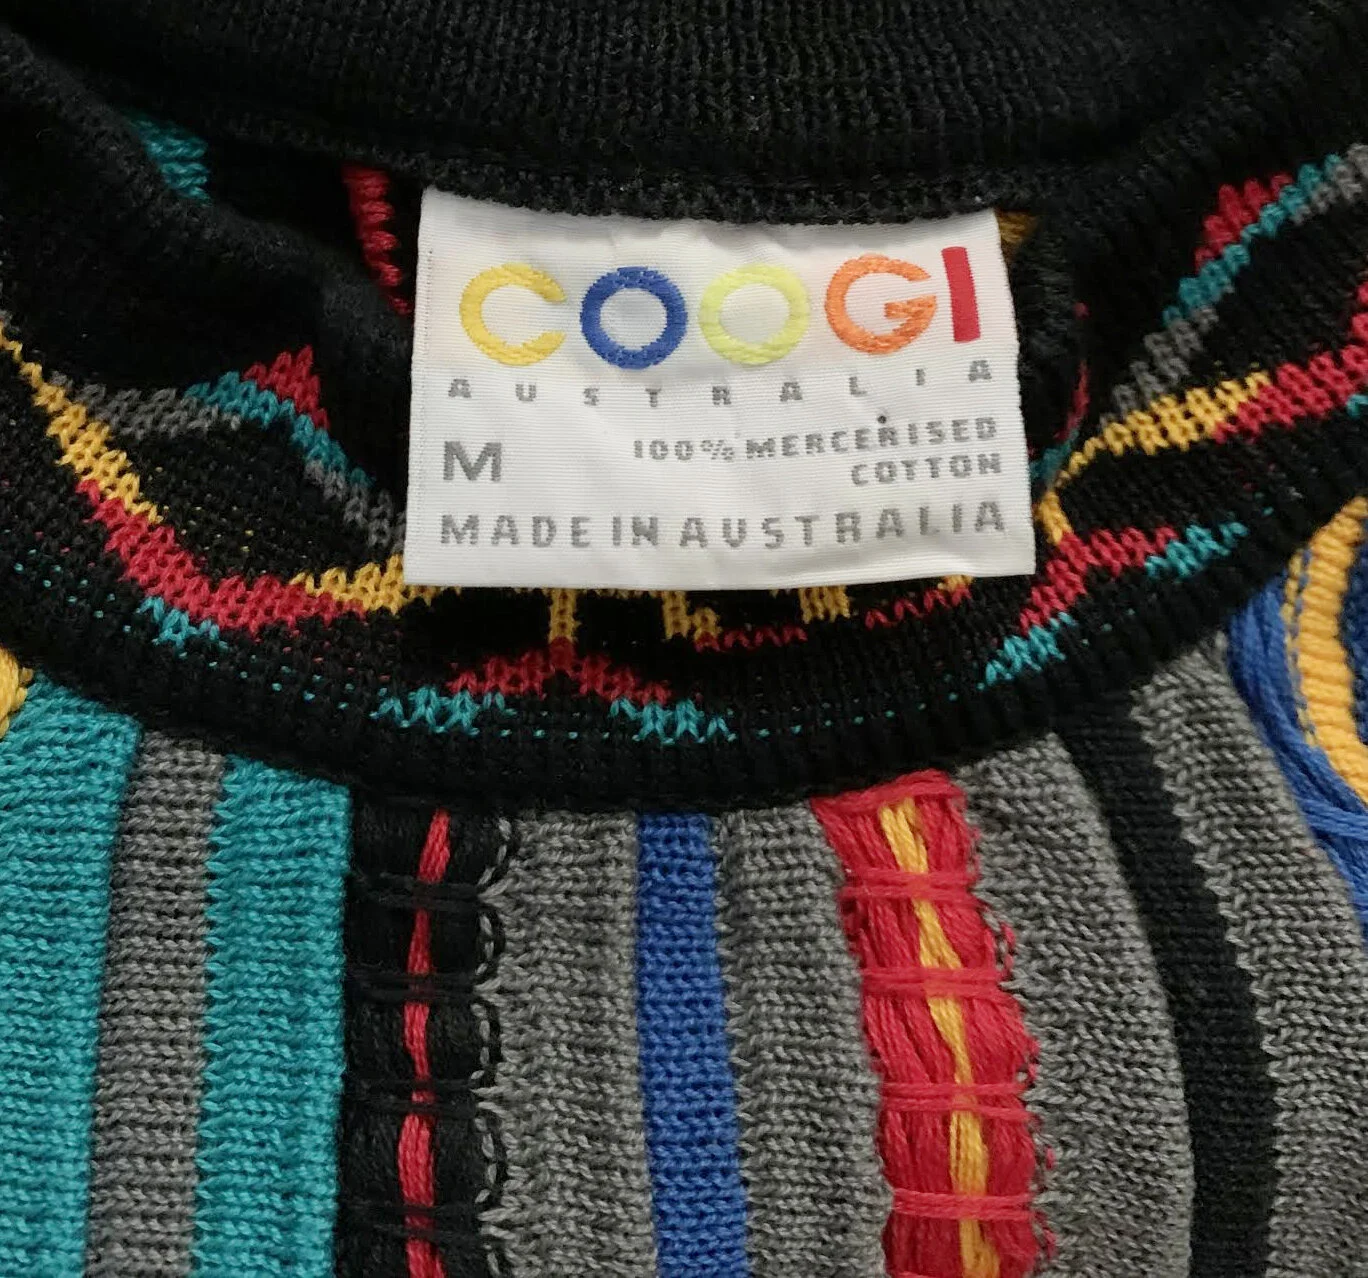 COOGI
AUSTRALIA
M 100% MERCERISED
COTTON
MADE IN AUSTRALIA